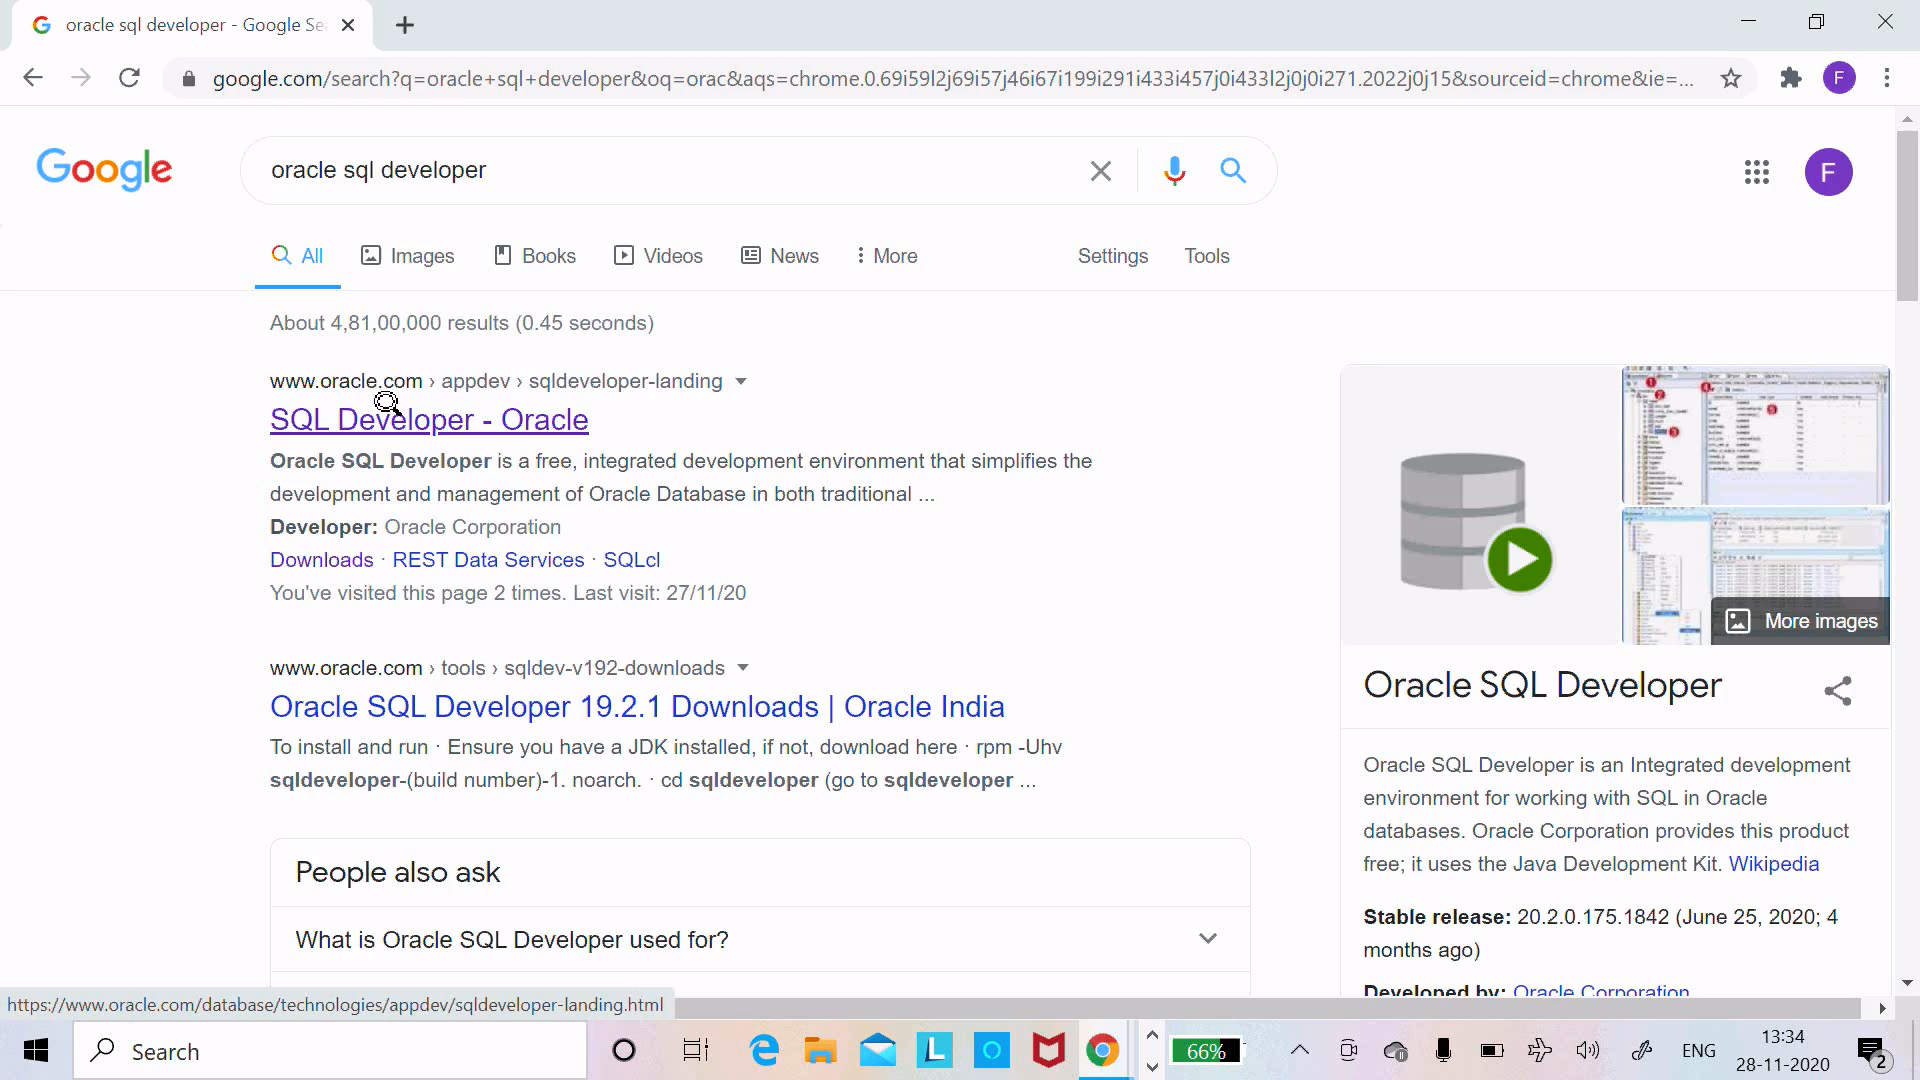 oracle sql developer - Google Se
google.com/search?q=oracle+sql+developer&oq=orac&aqs=chrome.0.69i59l2j69i57j46i67i199i291i433i457j0i433l2j0j0i271.2022j0j15&sourceid=chrome&ie=...
F
Google
oracle sql developer
F
All
Images
Books
Videos
News
More
Settings
Tools
About 4,81,00,000 results (0.45 seconds)
www.oracle.com › appdev › sqldeveloper-landing
SQL Developer - Oracle
Oracle SQL Developer is a free, integrated development environment that simplifies the
development and management of Oracle Database in both traditional ...
Developer: Oracle Corporation
Downloads · REST Data Services · SQLcl
You've visited this page 2 times. Last visit: 27/11/20
www.oracle.com › tools › sqldev-v192-downloads
Oracle SQL Developer 19.2.1 Downloads | Oracle India
To install and run · Ensure you have a JDK installed, if not, download here · rpm -Uhv
sqldeveloper-(build number)-1. noarch. · cd sqldeveloper (go to sqldeveloper ...
People also ask
What is Oracle SQL Developer used for?
More images
Oracle SQL Developer
Oracle SQL Developer is an Integrated development
environment for working with SQL in Oracle
databases. Oracle Corporation provides this product
free; it uses the Java Development Kit. Wikipedia
Stable release: 20.2.0.175.1842 (June 25, 2020; 4
months ago)
Developed by: Oracle Corporation
https://www.oracle.com/database/technologies/appdev/sqldeveloper-landing.html
Search
L
66%
ENG
13:34
28-11-2020
2